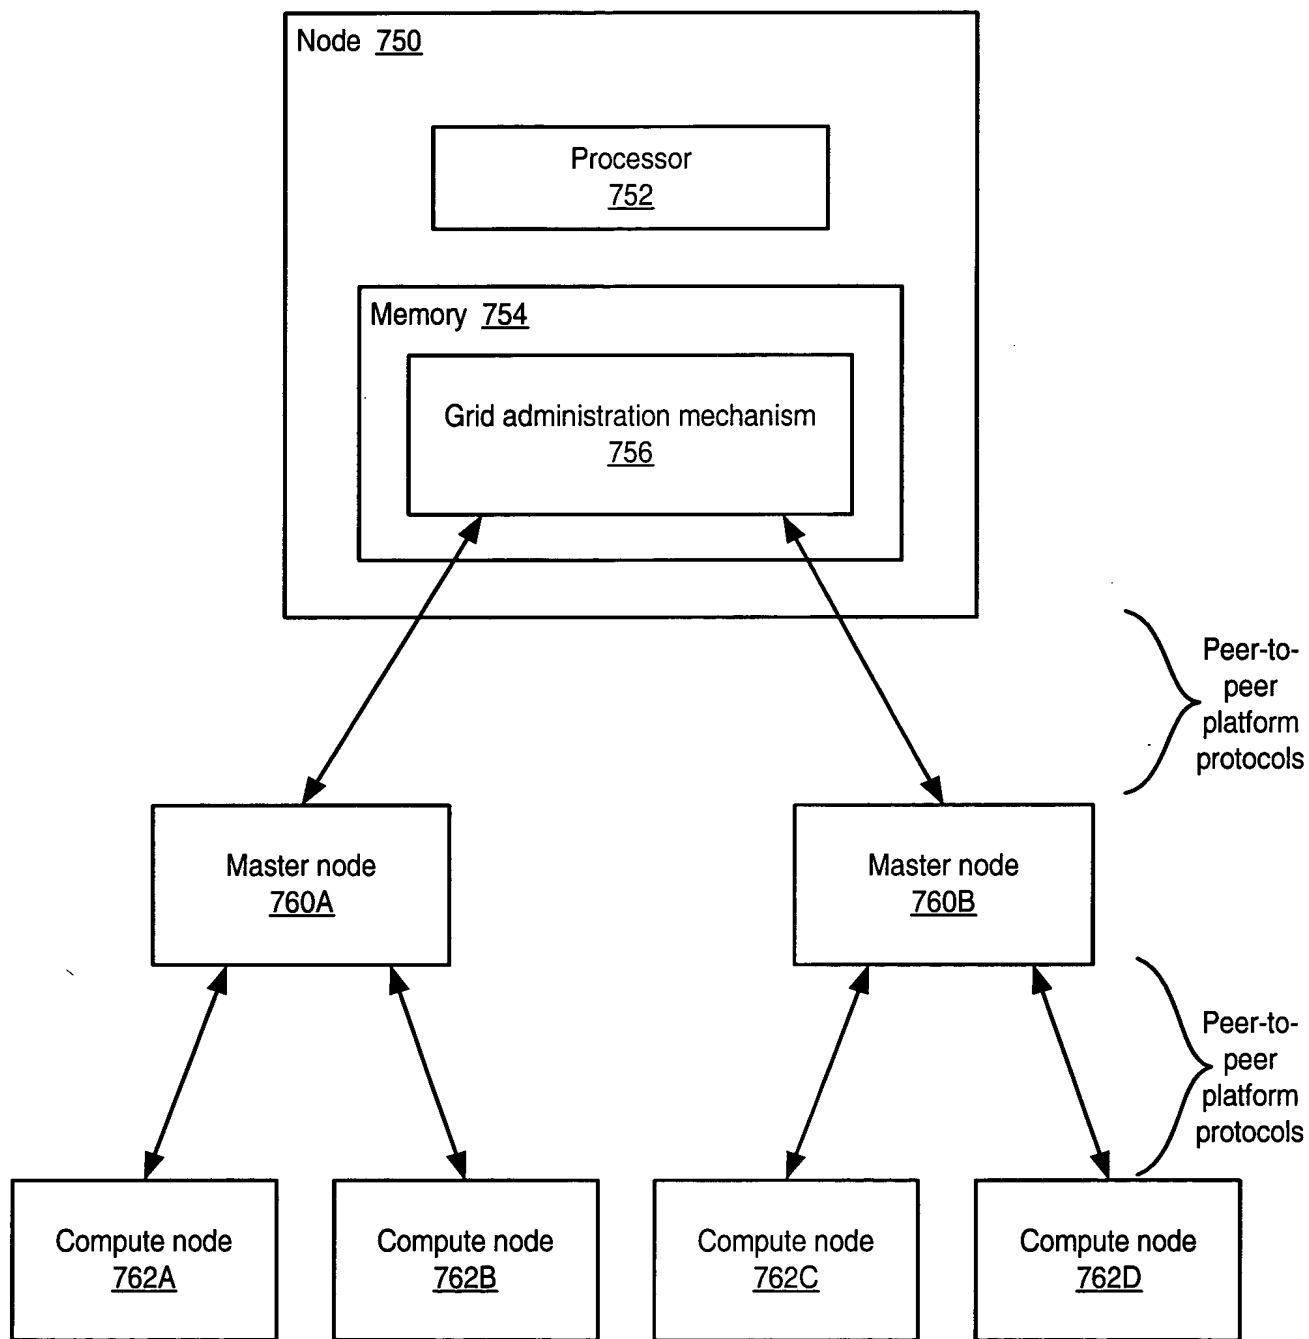 Node 750
Processor
752
Memory 754
Grid administration mechanism
756
Peer-to-
peer
platform
protocols
Master node
760A
Master node
760B
Peer-to-
peer
platform
protocols
Compute node
762A
Compute node
762B
Compute node
762C
Compute node
762D